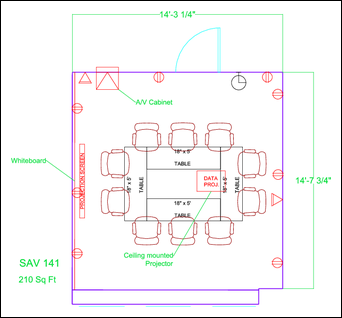 14'-3 1/4"
A/V Cabinet
18" x 5'
TABLE
Whiteboard
PROJECTION SCREEN
18" x 5'
TABLE
DATA
PROJ.
18" x 5'
TABLE
14'-7 3/4"
18" x 5'
TABLE
Ceiling mounted
Projector
SAV 141
210 Sq Ft